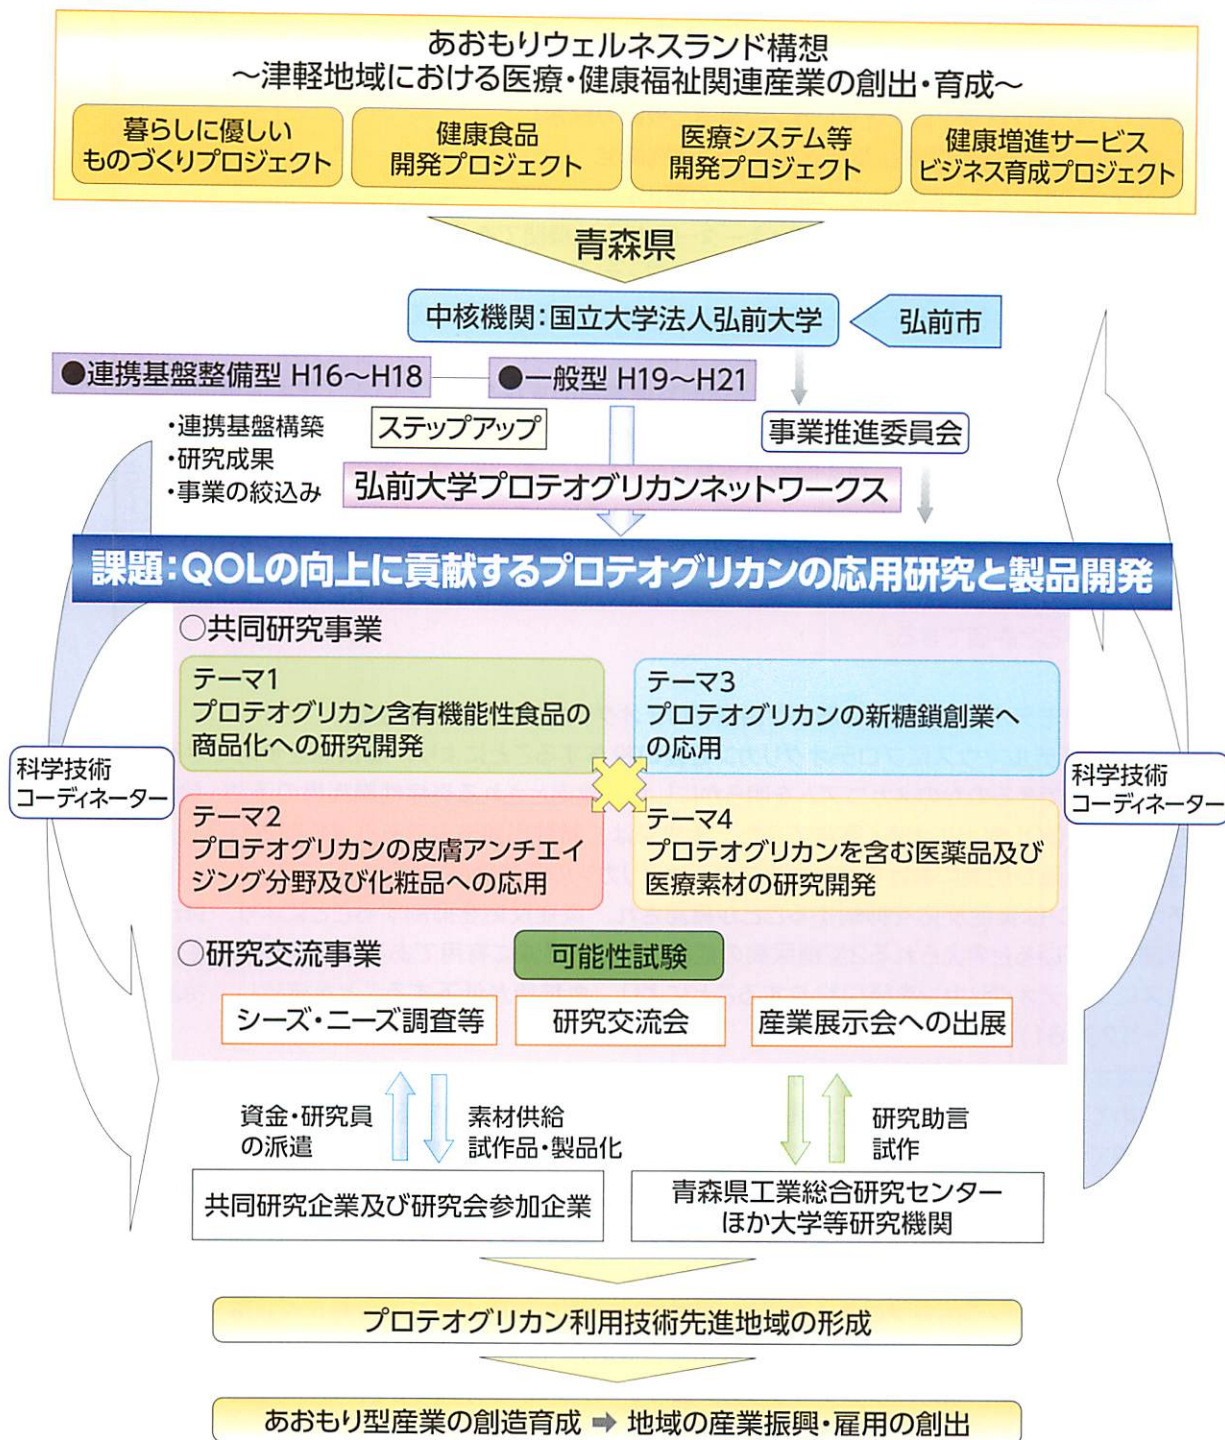 あおもりウェルネスランド構想
～津軽地域における医療・健康福祉関連産業の創出・育成～
暮らしに優しい
ものづくりプロジェクト
健康食品
開発プロジェクト
医療システム等
開発プロジェクト
健康増進サービス
ビジネス育成プロジェクト
青森県
中核機関：国立大学法人弘前大学
弘前市
●連携基盤整備型 H16～H18
●一般型 H19～H21
・連携基盤構築
・研究成果
・事業の絞込み
ステップアップ
事業推進委員会
弘前大学プロテオグリカンネットワークス
課題：QOLの向上に貢献するプロテオグリカンの応用研究と製品開発
○共同研究事業
テーマ1
プロテオグリカン含有機能性食品の
商品化への研究開発
テーマ3
プロテオグリカンの新糖鎖創業へ
の応用
科学技術
コーディネーター
科学技術
コーディネーター
テーマ2
プロテオグリカンの皮膚アンチエイ
ジング分野及び化粧品への応用
テーマ4
プロテオグリカンを含む医薬品及び
医療素材の研究開発
○研究交流事業
可能性試験
シーズ・ニーズ調査等
研究交流会
産業展示会への出展
資金・研究員
の派遣
素材供給
試作品・製品化
研究助言
試作
共同研究企業及び研究会参加企業
青森県工業総合研究センター
ほか大学等研究機関
プロテオグリカン利用技術先進地域の形成
あおもり型産業の創造育成 ➡ 地域の産業振興・雇用の創出